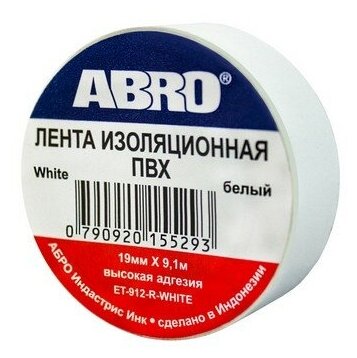 ABRO®
ЛЕНТА ИЗОЛЯЦИОННАЯ
ПВХ
White
белый
0 790920 155293
19мм X 9,1м
высокая адгезия
ET-912-R-WHITE
АБРО Индастрис Инк • сделано в Индонезии